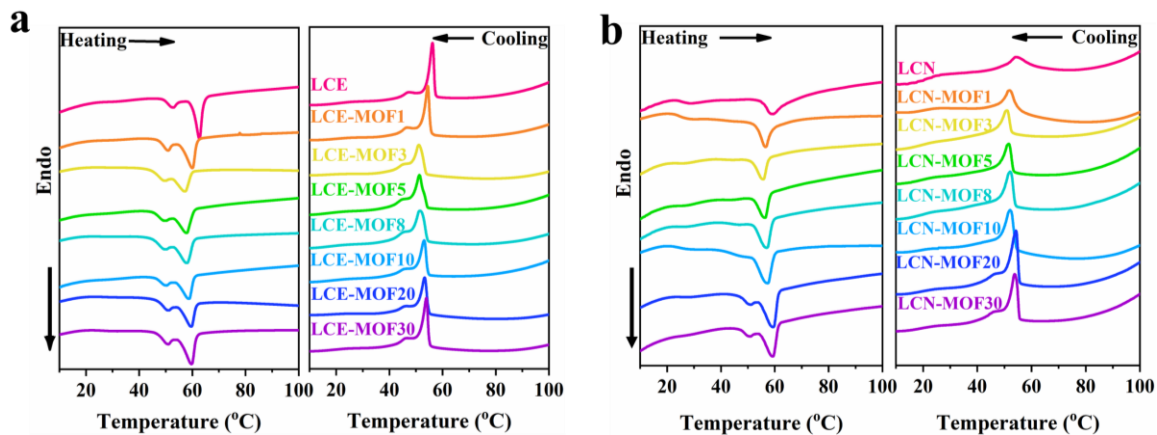 a
Heating
Cooling
LCE
LCE-MOF1
LCE-MOF3
LCE-MOF5
LCE-MOF8
LCE-MOF10
LCE-MOF20
LCE-MOF30
Endo
20 40 60 80 100
20 40 60 80 100
Temperature (°C)
Temperature (°C)
b
Heating
Cooling
LCN
LCN-MOF1
LCN-MOF3
LCN-MOF5
LCN-MOF8
LCN-MOF10
LCN-MOF20
LCN-MOF30
Endo
20 40 60 80 100
20 40 60 80 100
Temperature (°C)
Temperature (°C)